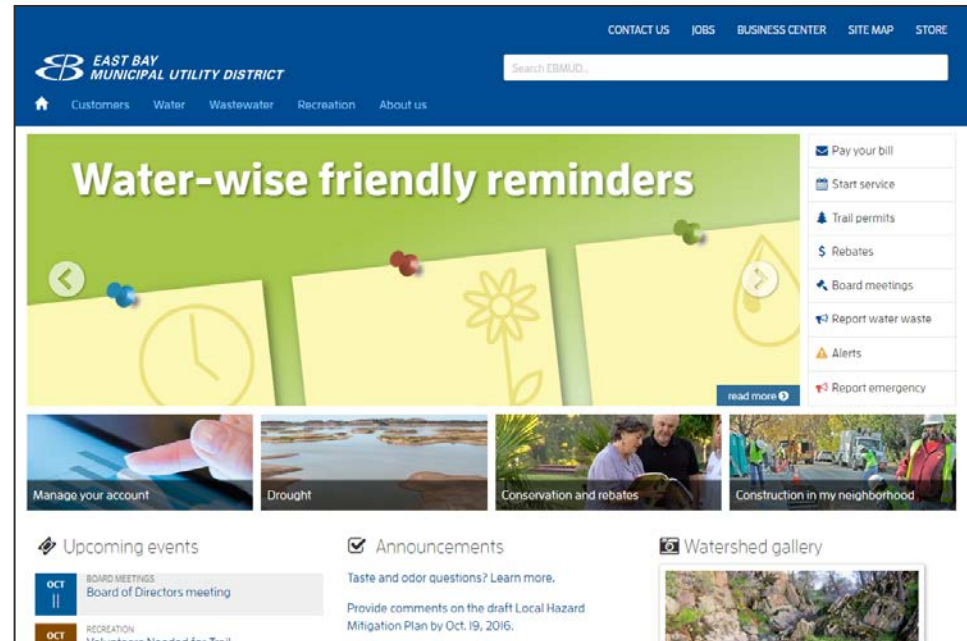 CONTACT US JOBS BUSINESS CENTER SITE MAP STORE
EAST BAY
MUNICIPAL UTILITY DISTRICT
Search EBMUD...
Customers Water Wastewater Recreation About us
Water-wise friendly reminders
read more
Pay your bill
Start service
Trail permits
$ Rebates
Board meetings
Report water waste
Alerts
Report emergency
Manage your account
Drought
Conservation and rebates
Construction in my neighborhood
Upcoming events
OCT
11
BOARD MEETINGS
Board of Directors meeting
OCT
RECREATION
Volunteers Needed for Trail
Announcements
Taste and odor questions? Learn more.
Provide comments on the draft Local Hazard
Mitigation Plan by Oct. 19, 2016.
Watershed gallery